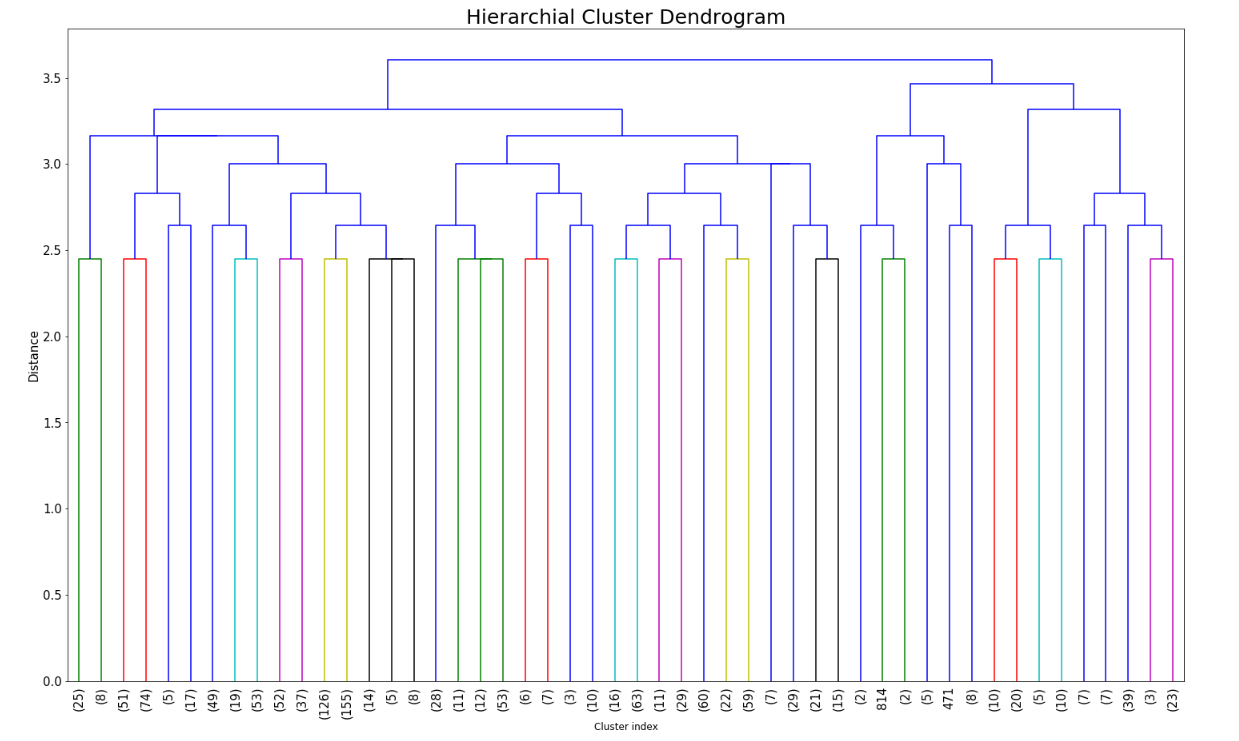 Hierarchial Cluster Dendrogram
3.5
3.0
2.5
2.0
1.5
1.0
0.5
0.0
Distance
(25) (8) (51) (74) (5) (17) (49) (19) (53) (52) (37) (126) (155) (14) (5) (8) (28) (11) (12) (53) (6) (7) (3) (10) (16) (63) (11) (29) (60) (22) (59) (7) (29) (21) (15) (2) 814 (2) (5) 471 (8) (10) (20) (5) (10) (7) (7) (39) (3) (23)
Cluster index